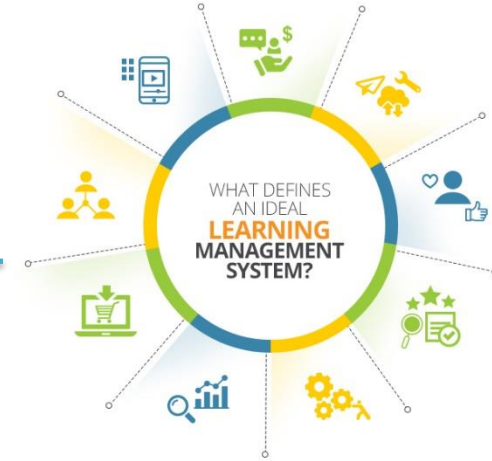 $
WHAT DEFINES
AN IDEAL
LEARNING
MANAGEMENT
SYSTEM?